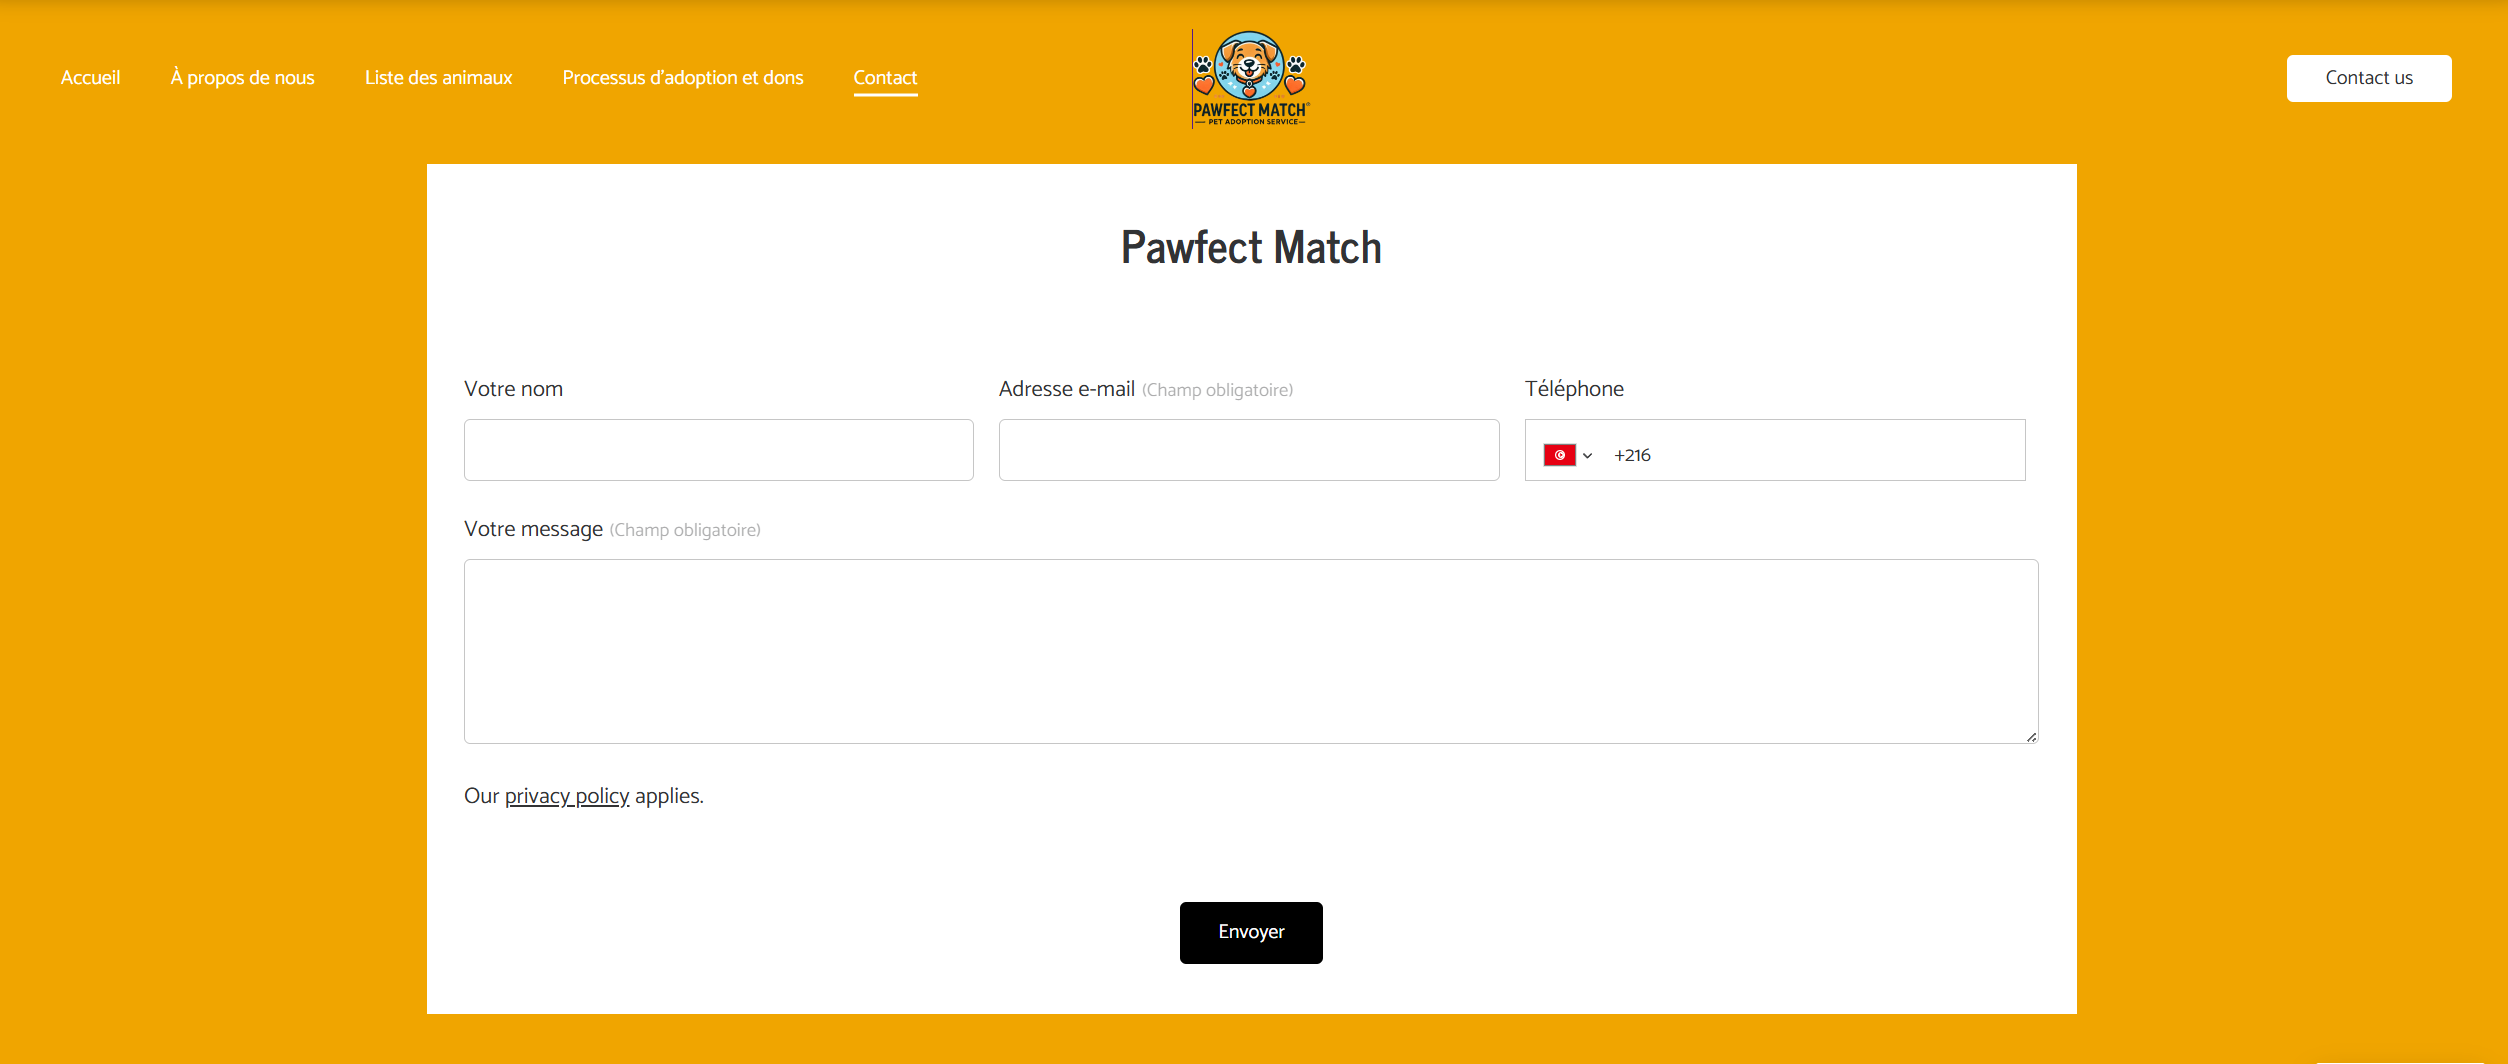 Accueil À propos de nous Liste des animaux Processus d'adoption et dons Contact
PAWFECT MATCH®
PET ADOPTION SERVICE
Contact us
Pawfect Match
Votre nom Adresse e-mail (Champ obligatoire) Téléphone
+216
Votre message (Champ obligatoire)
Our privacy policy applies.
Envoyer